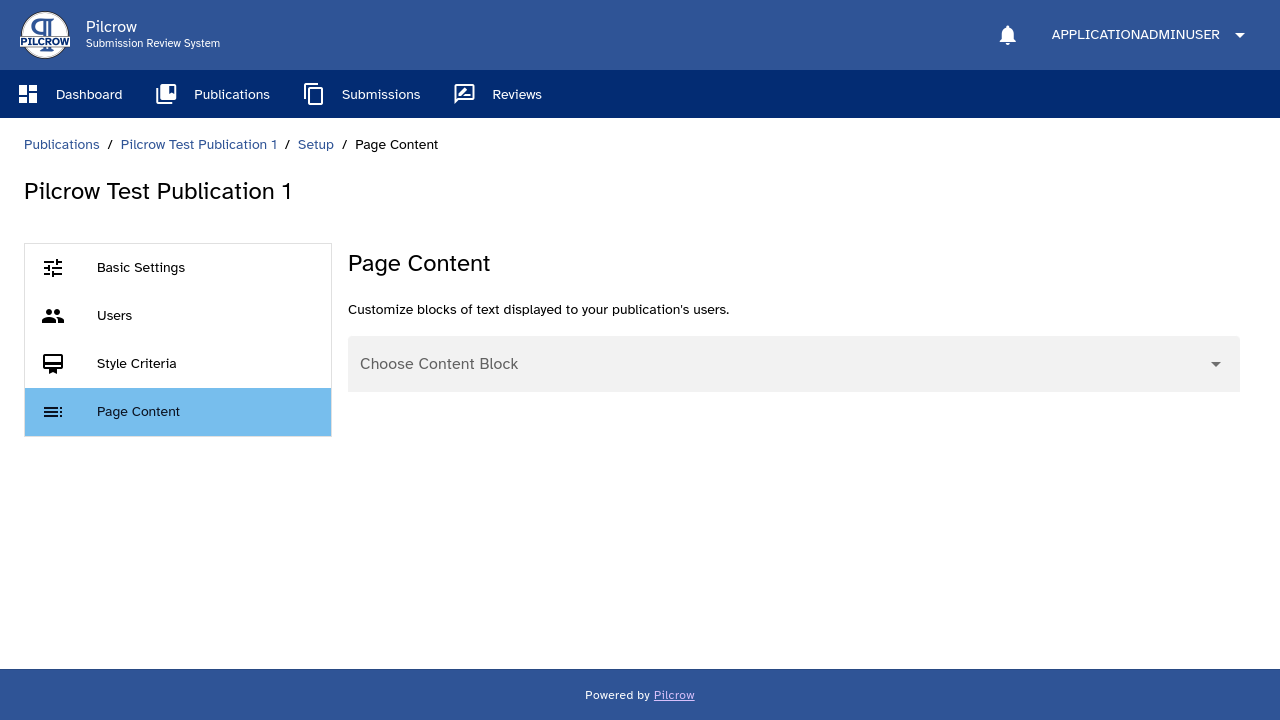 PILCROW
Pilcrow
Submission Review System
APPLICATIONADMINUSER
Dashboard
Publications
Submissions
Reviews
Publications / Pilcrow Test Publication 1 / Setup / Page Content
Pilcrow Test Publication 1
Basic Settings
Users
Style Criteria
Page Content
Page Content
Customize blocks of text displayed to your publication's users.
Choose Content Block
Powered by Pilcrow